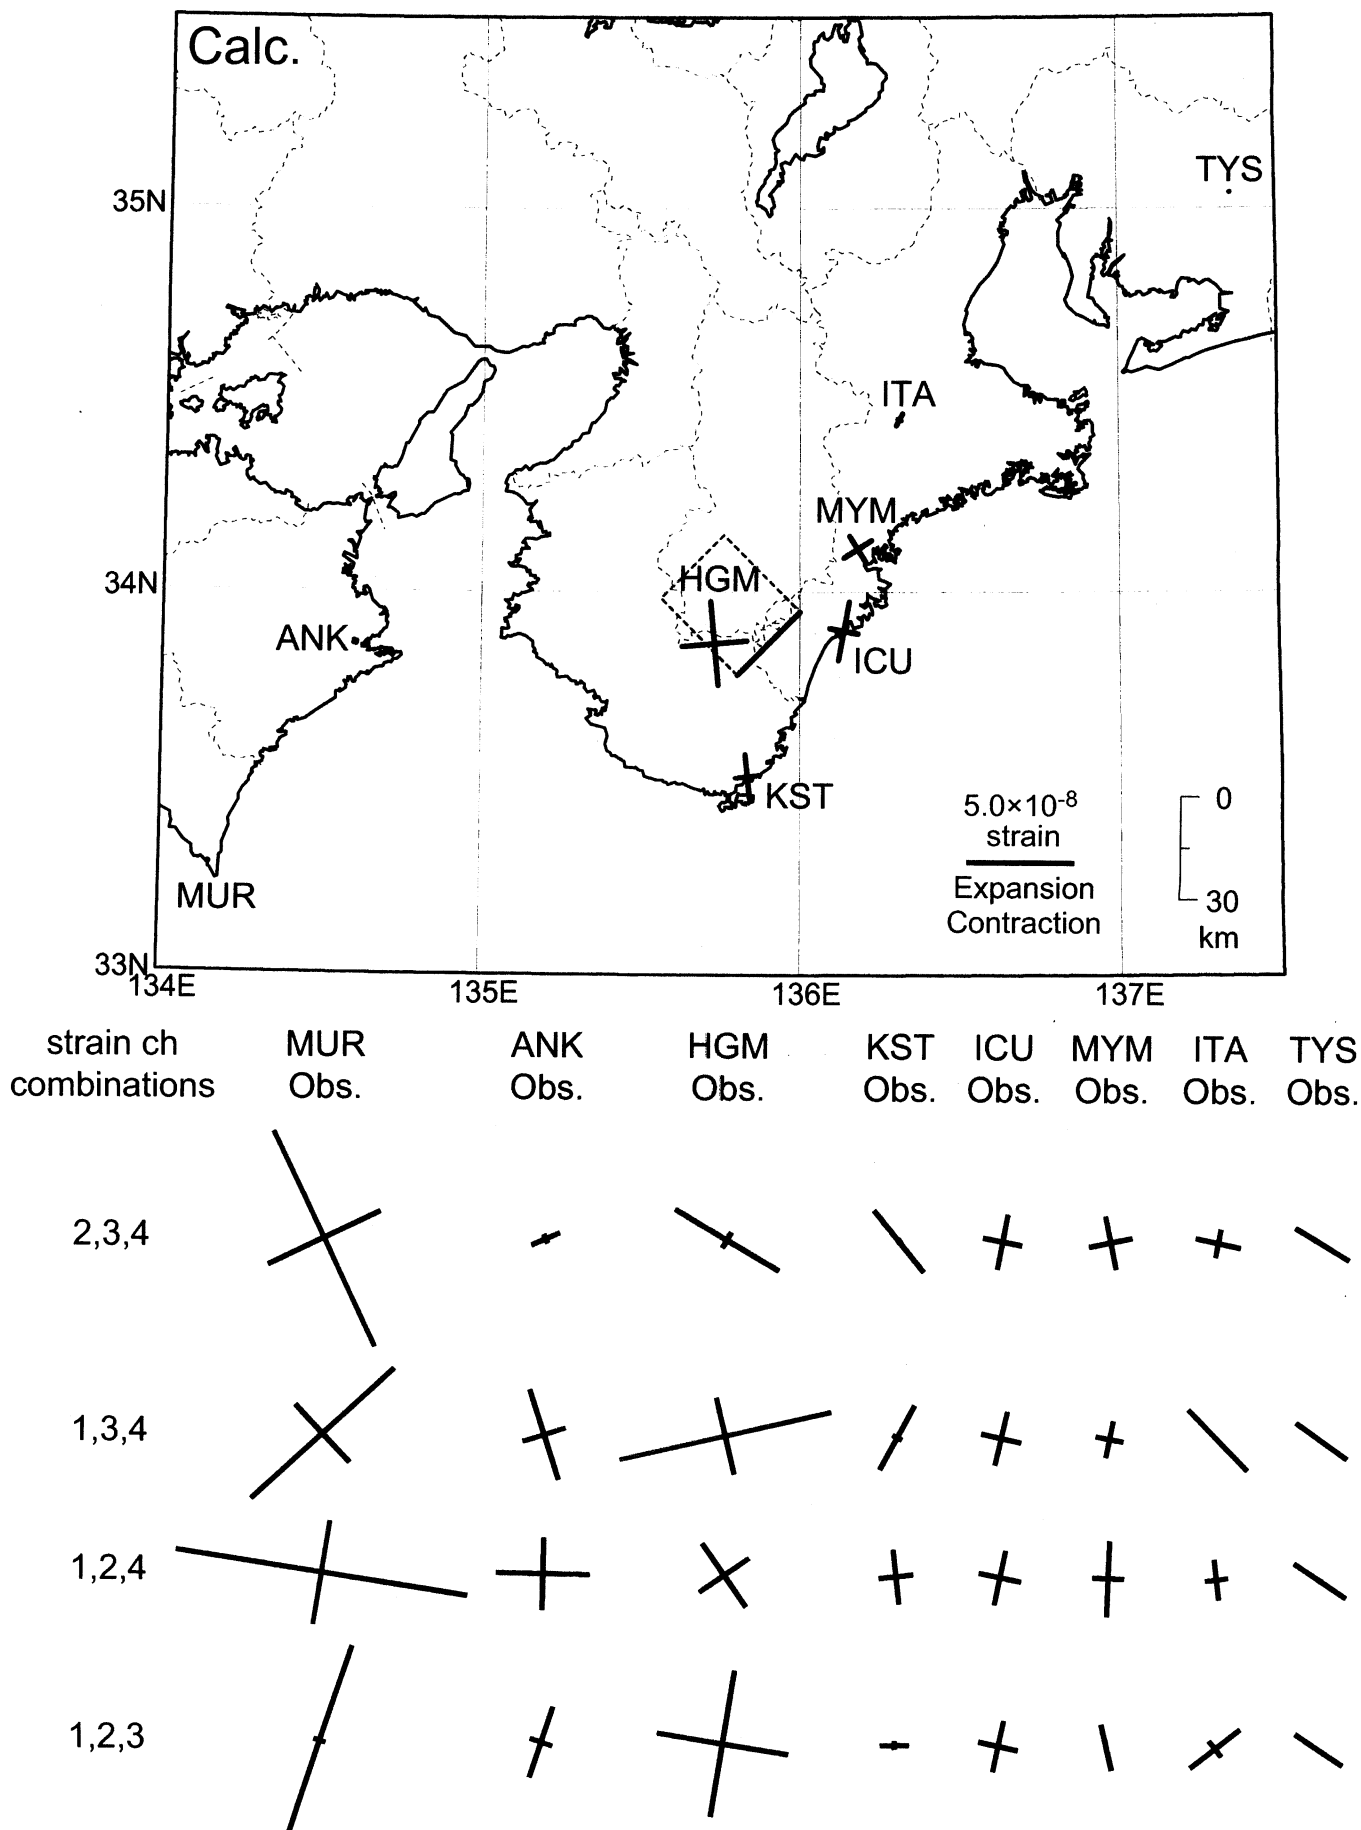 Calc.
TYS
35N
ITA
MYM
34N
HGM
ANK
ICU
KST
5.0×10-8
strain
0
Expansion
Contraction
30
km
MUR
33N
134E
135E
136E
137E
strain ch
combinations
MUR
Obs.
ANK
Obs.
HGM
Obs.
KST
Obs.
ICU
Obs.
MYM
Obs.
ITA
Obs.
TYS
Obs.
2,3,4
1,3,4
1,2,4
1,2,3